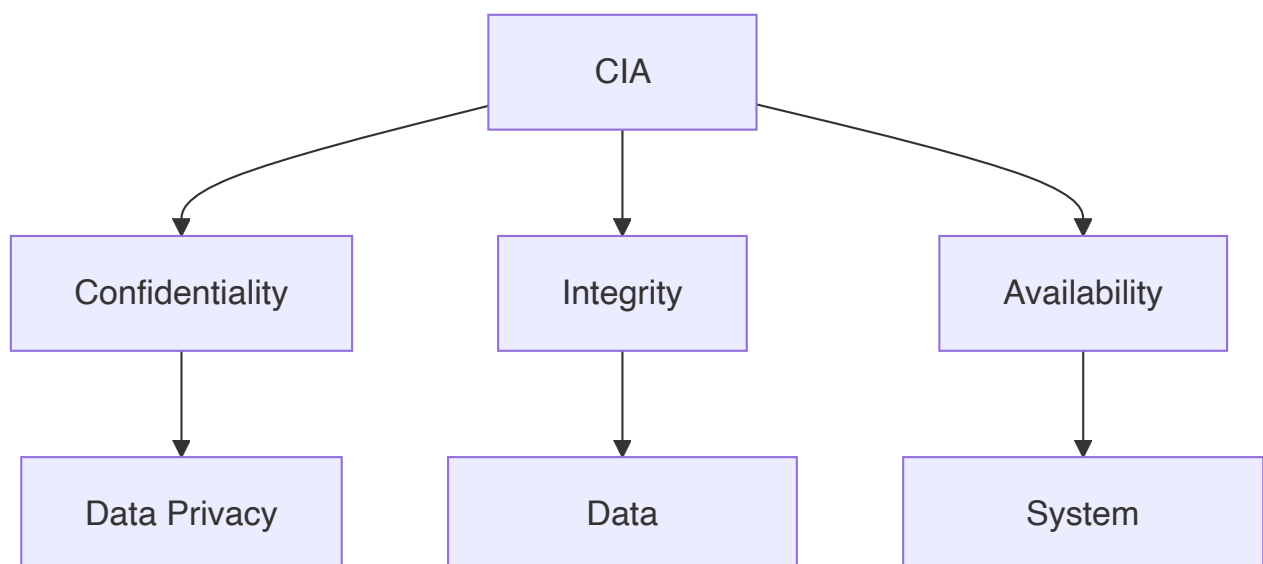 CIA
Confidentiality
Integrity
Availability
Data Privacy
Data
System